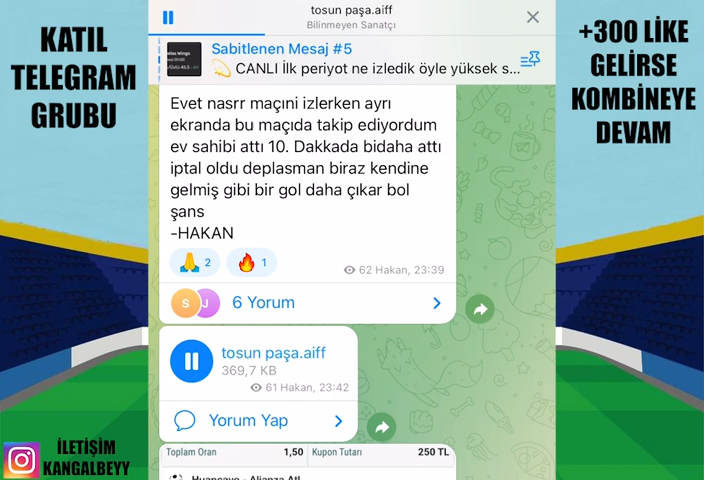 tosun paşa.aiff
Bilinmeyen Sanatçı
KATIL
TELEGRAM
GRUBU
+300 LİKE
GELİRSE
KOMBİNEYE
DEVAM
Sabitlenen Mesaj #5
CANLI İlk periyot ne izledik öyle yüksek s...
Evet nasrr maçıni izlerken ayrı
ekranda bu maçıda takip ediyordum
ev sahibi attı 10. Dakkada bidaha attı
iptal oldu deplasman biraz kendine
gelmiş gibi bir gol daha çıkar bol
şans
-HAKAN
2
1
62 Hakan, 23:39
S J
6 Yorum
tosun paşa.aiff
369,7 KB
61 Hakan, 23:42
Yorum Yap
Toplam Oran 1,50 Kupon Tutarı 250 TL
İLETİŞİM
KANGALBEYY